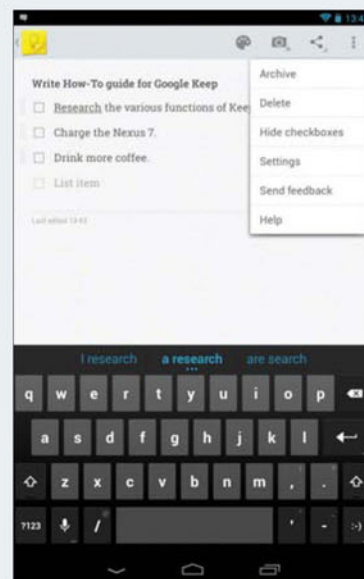 13:4
Write How-To guide for Google Keep
Research the various functions of Kee
Charge the Nexus 7.
Drink more coffee.
List item
Last edited 13:43
Archive
Delete
Hide checkboxes
Settings
Send feedback
Help
I research a research are search
q w e r t y u i o p
a s d f g h j k l
z x c v b n m , .
?123 / ' - :-)